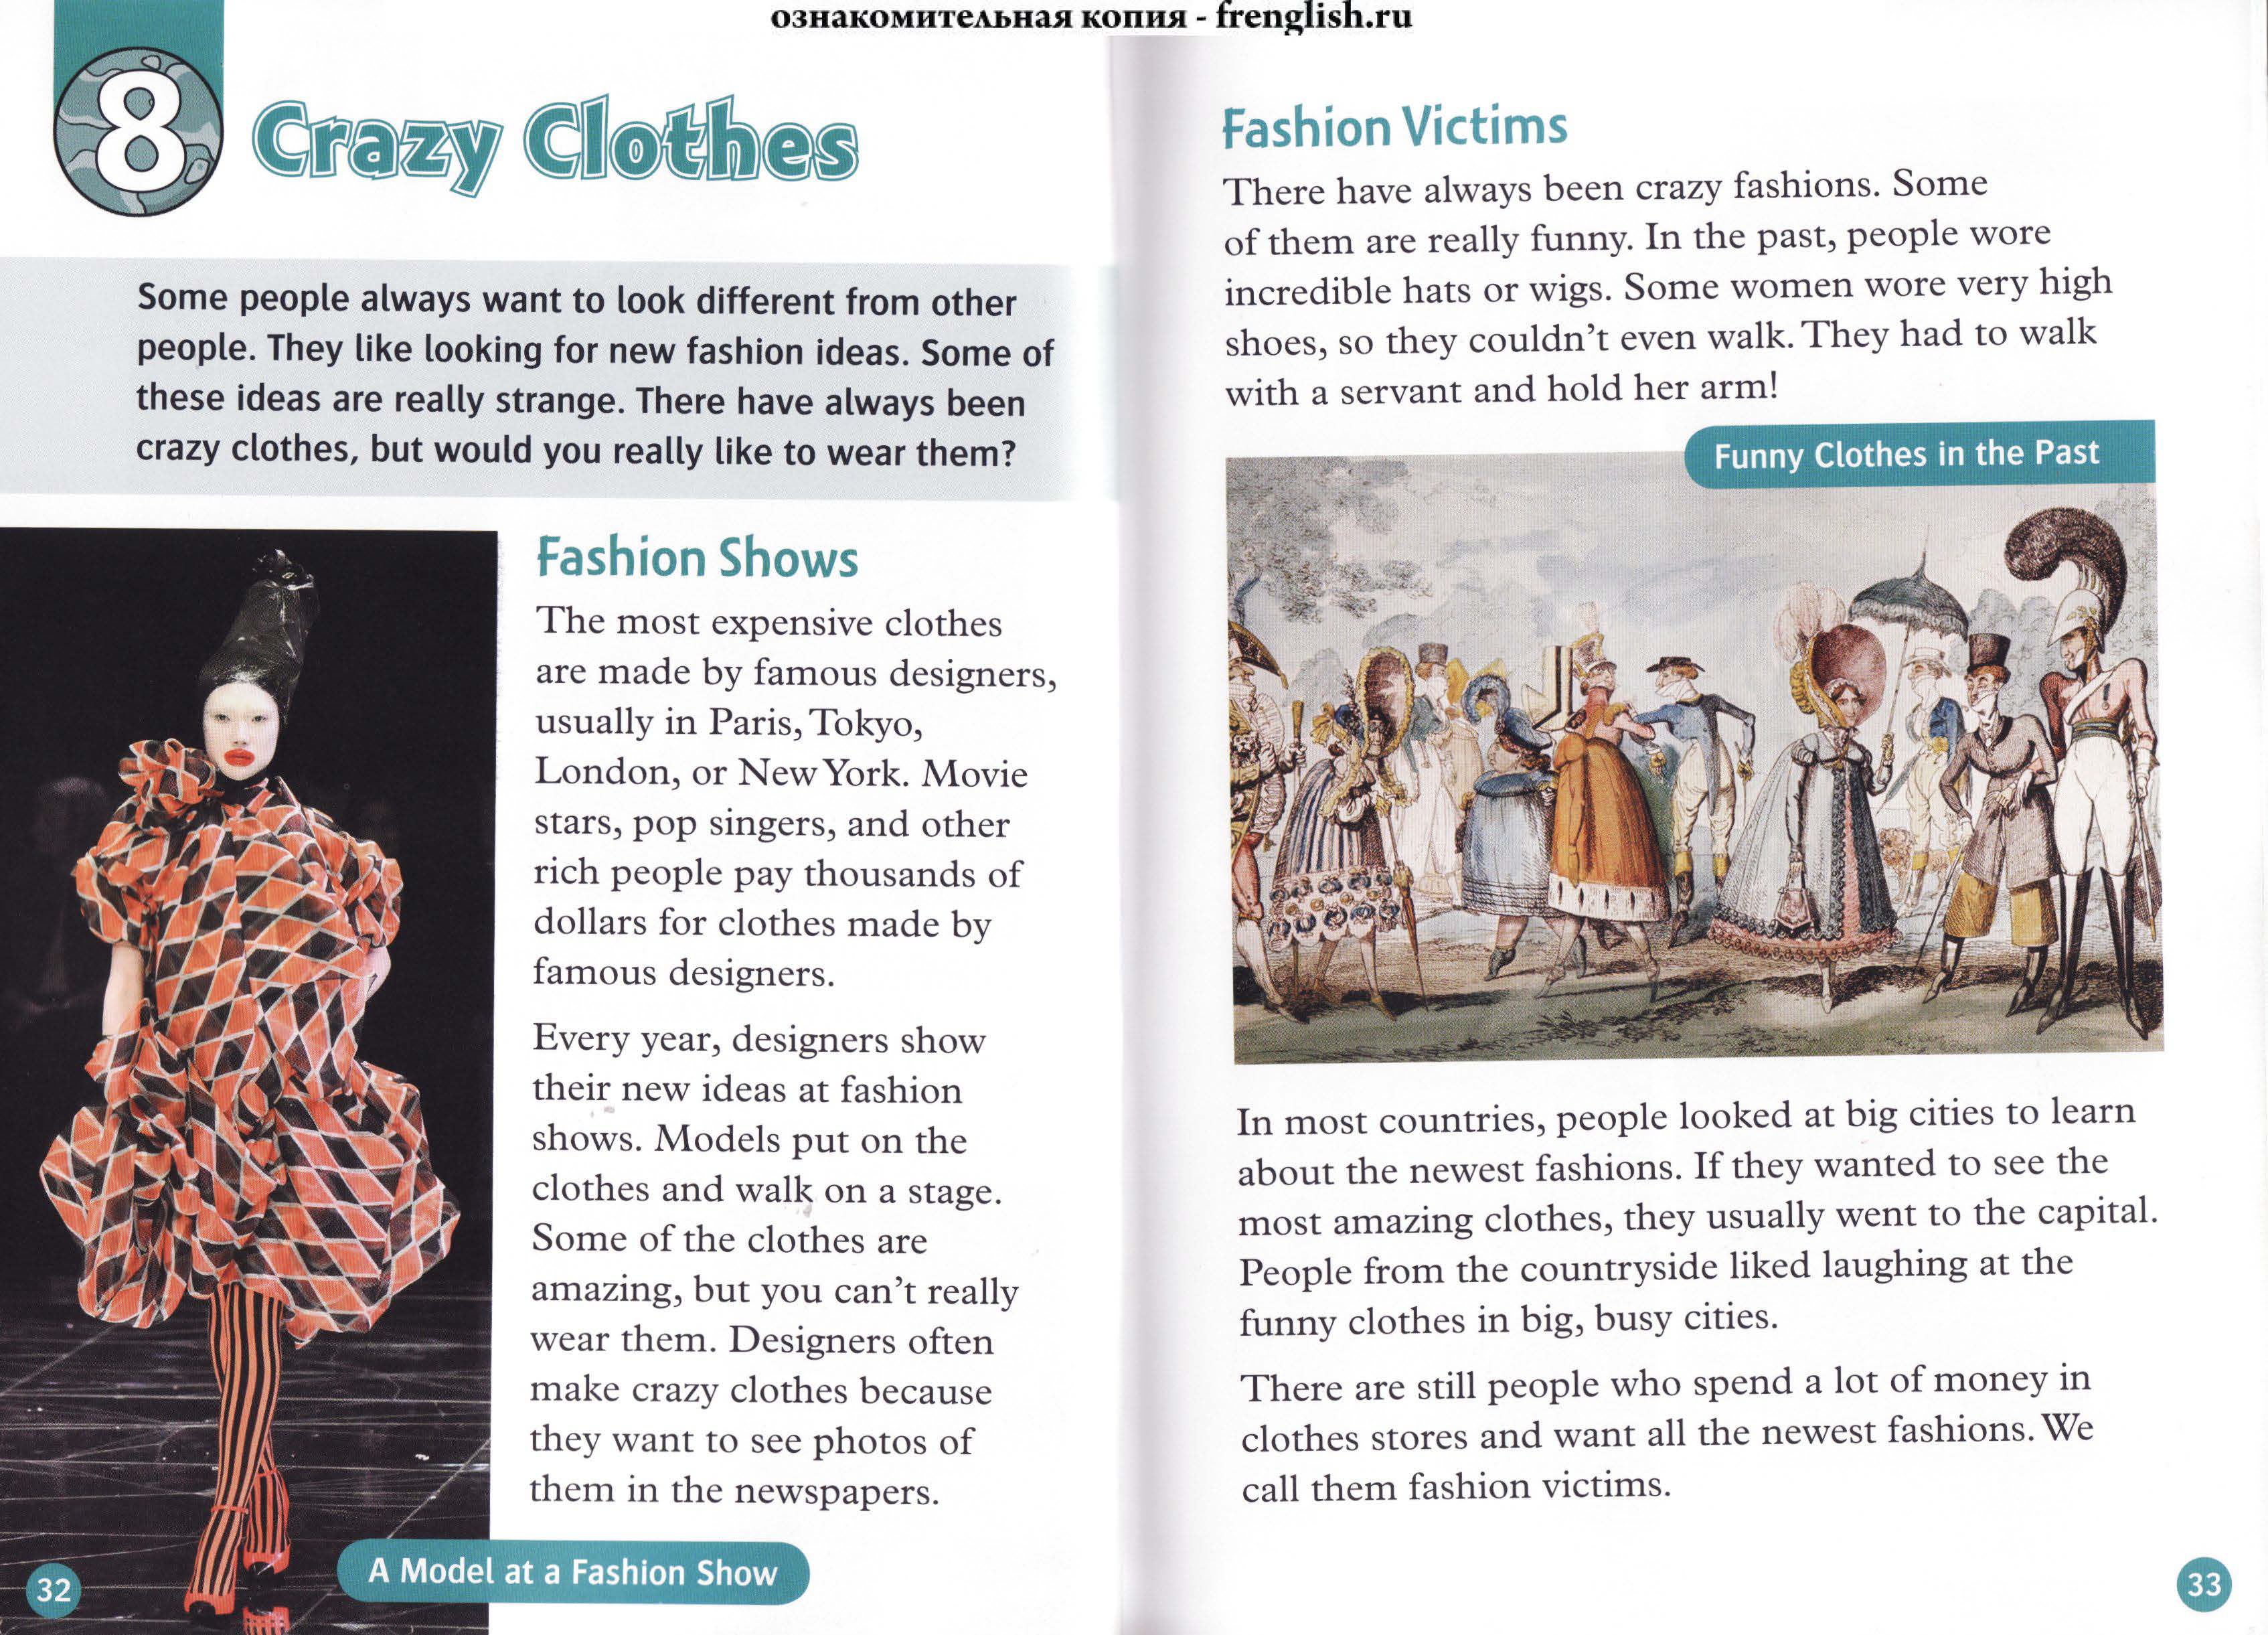 ознакомительная копия - frenglish.ru
8 Crazy Clothes
Some people always want to look different from other
people. They like looking for new fashion ideas. Some of
these ideas are really strange. There have always been
crazy clothes, but would you really like to wear them?
Fashion Shows
The most expensive clothes
are made by famous designers,
usually in Paris, Tokyo,
London, or New York. Movie
stars, pop singers, and other
rich people pay thousands of
dollars for clothes made by
famous designers.
Every year, designers show
their new ideas at fashion
shows. Models put on the
clothes and walk on a stage.
Some of the clothes are
amazing, but you can't really
wear them. Designers often
make crazy clothes because
they want to see photos of
them in the newspapers.
A Model at a Fashion Show
32
Fashion Victims
There have always been crazy fashions. Some
of them are really funny. In the past, people wore
incredible hats or wigs. Some women wore very high
shoes, so they couldn't even walk. They had to walk
with a servant and hold her arm!
Funny Clothes in the Past
In most countries, people looked at big cities to learn
about the newest fashions. If they wanted to see the
most amazing clothes, they usually went to the capital.
People from the countryside liked laughing at the
funny clothes in big, busy cities.
There are still people who spend a lot of money in
clothes stores and want all the newest fashions. We
call them fashion victims.
33